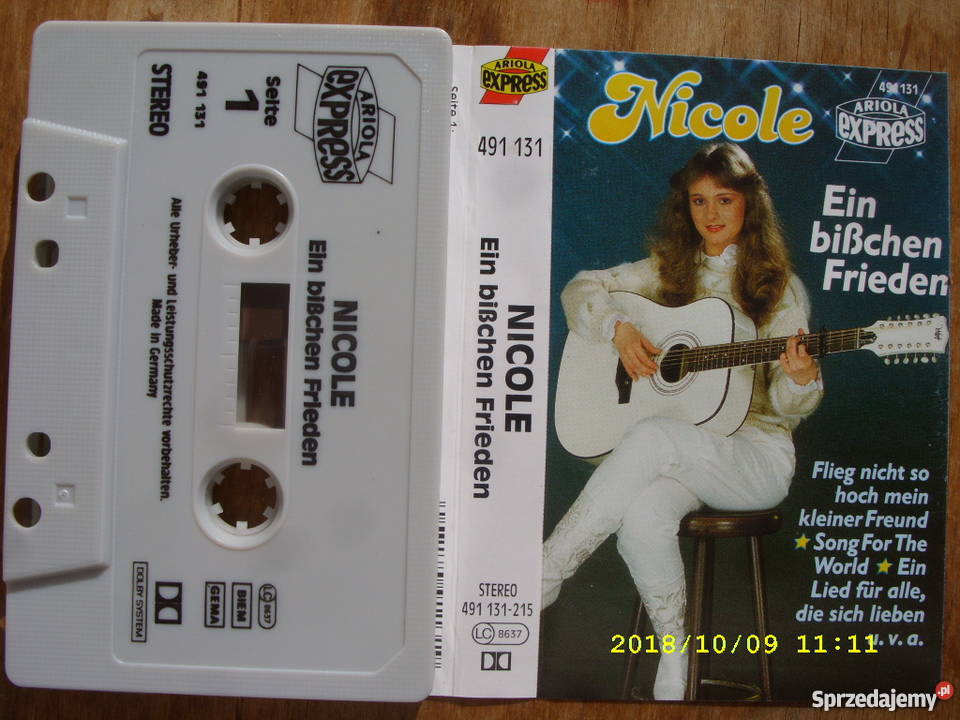 Seite
1
491 131
STEREO
ARIOLA
express
NICOLE
Ein bißchen Frieden
Alle Urheber- und Leistungsschutzrechte vorbehalten.
Made in Germany
DOLBY SYSTEM
GEMA
BIEM
LC 8637
ARIOLA
express
Seite 1:
491 131
NICOLE
Ein bißchen Frieden
STEREO
491 131-215
LC 8637
Nicole
491131
ARIOLA
express
Ein
bißchen
Frieden
Flieg nicht so
hoch mein
kleiner Freund
Song For The
World ★ Ein
Lied für alle,
die sich lieben
u.v.a.
2018/10/09 11:11
Sprzedajemy.pl